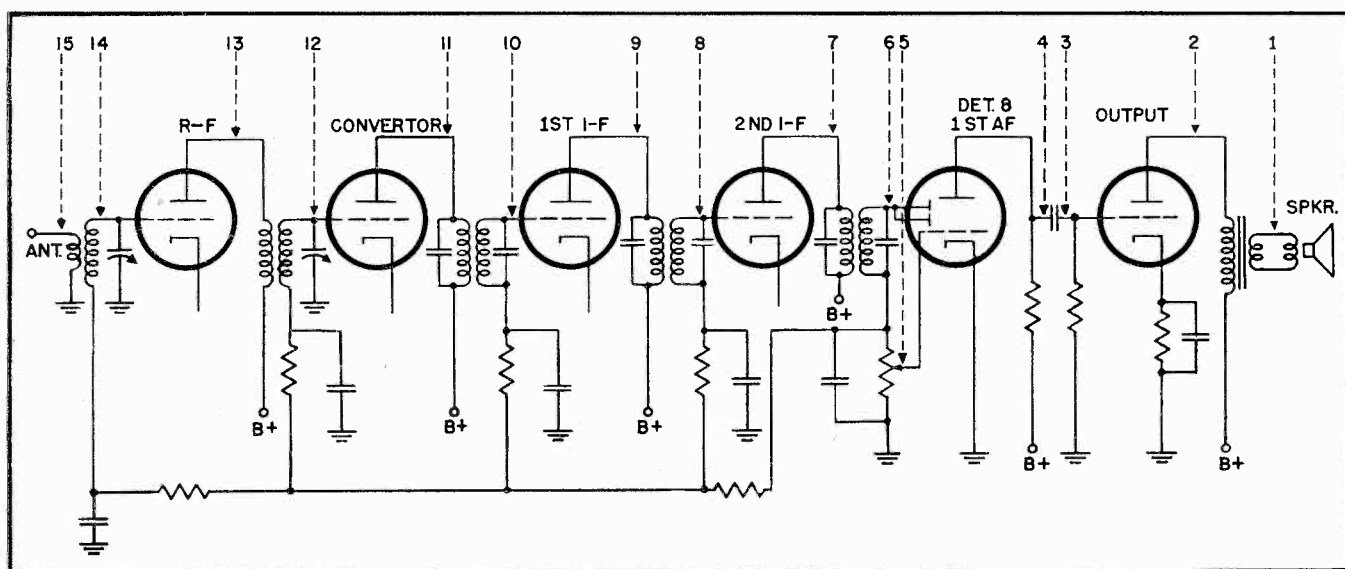 15 14 13 12 11 10 9 8 7 6 5 4 3 2 1
R-F
CONVERTOR
1ST I-F
2ND I-F
DET. 8
1ST AF
OUTPUT
SPKR.
ANT.
B+
B+
B+
B+
B+
B+